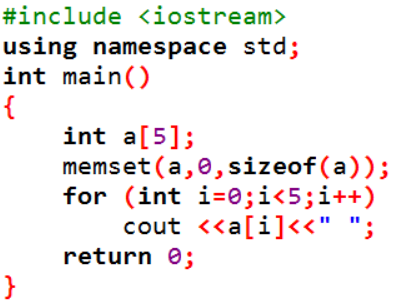 #include <iostream>
using namespace std;
int main()
{
    int a[5];
    memset(a,0,sizeof(a));
    for (int i=0;i<5;i++)
        cout <<a[i]<<" ";
    return 0;
}